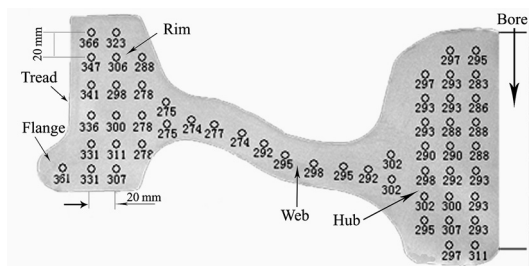 Bore
20 mm
366 323
Rim
297 295
347 306 288
297 293 283
Tread
341 298 278
275
293 293 286
336 300 278
275 274 277
293 288 288
Flange
274
292
331 311 278
295
302
290 290 288
361 331 307
298 295 292
302
298 292 293
20 mm
302 300 293
Web
Hub
295 307 293
297 311